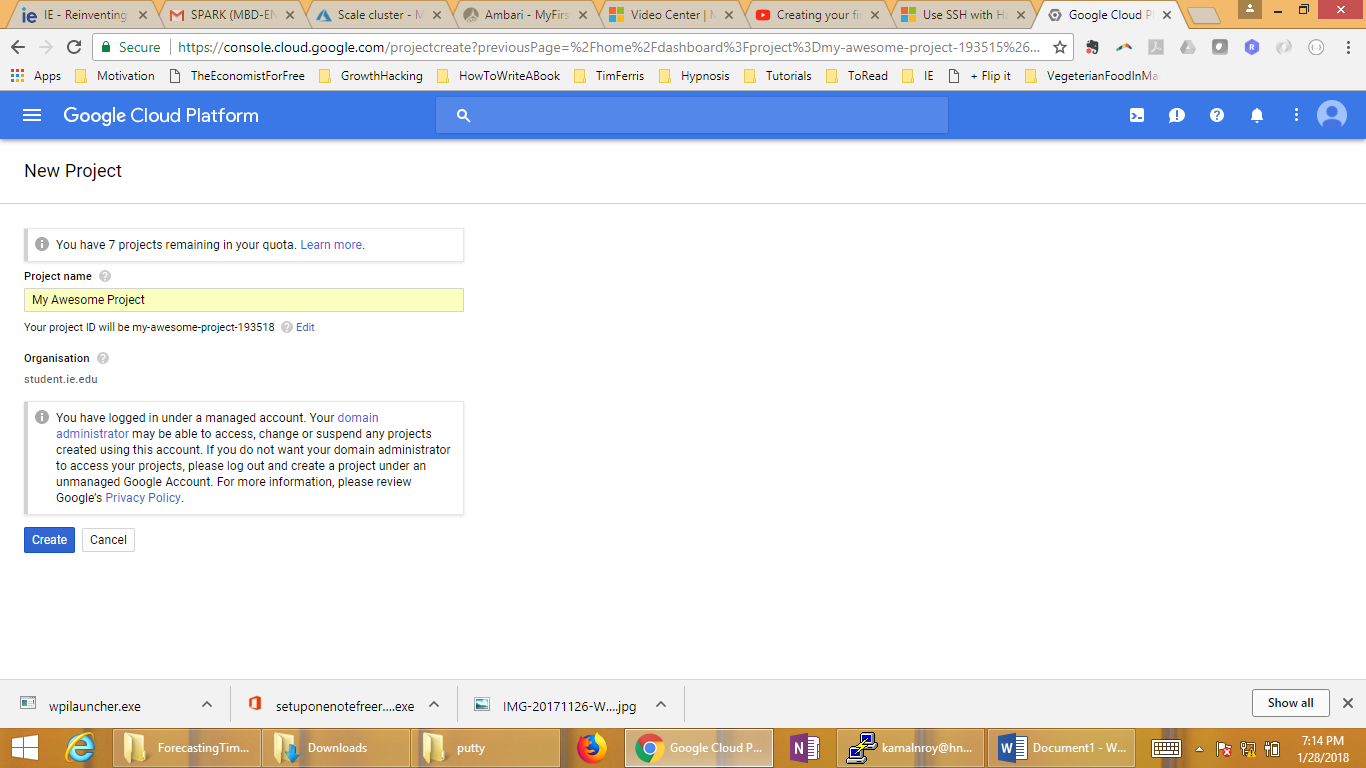 IE - Reinventing
SPARK (MBD-EN
Scale cluster - M
Ambari - MyFirs
Video Center | M
Creating your fi
Use SSH with Ha
Google Cloud Pl
Secure
https://console.cloud.google.com/projectcreate?previousPage=%2Fhome%2Fdashboard%3Fproject%3Dmy-awesome-project-193515%26...
Apps
Motivation
TheEconomistForFree
GrowthHacking
HowToWriteABook
TimFerris
Hypnosis
Tutorials
ToRead
IE
+ Flip it
VegeterianFoodInMa
Google Cloud Platform
New Project
You have 7 projects remaining in your quota. Learn more.
Project name
My Awesome Project
Your project ID will be my-awesome-project-193518 Edit
Organisation
student.ie.edu
You have logged in under a managed account. Your domain
administrator may be able to access, change or suspend any projects
created using this account. If you do not want your domain administrator
to access your projects, please log out and create a project under an
unmanaged Google Account. For more information, please review
Google's Privacy Policy.
Create
Cancel
wpilauncher.exe
setuponenotefreer....exe
IMG-20171126-W....jpg
Show all
ForecastingTim...
Downloads
putty
Google Cloud P...
kamalnroy@hn...
Document1 - W...
7:14 PM
1/28/2018